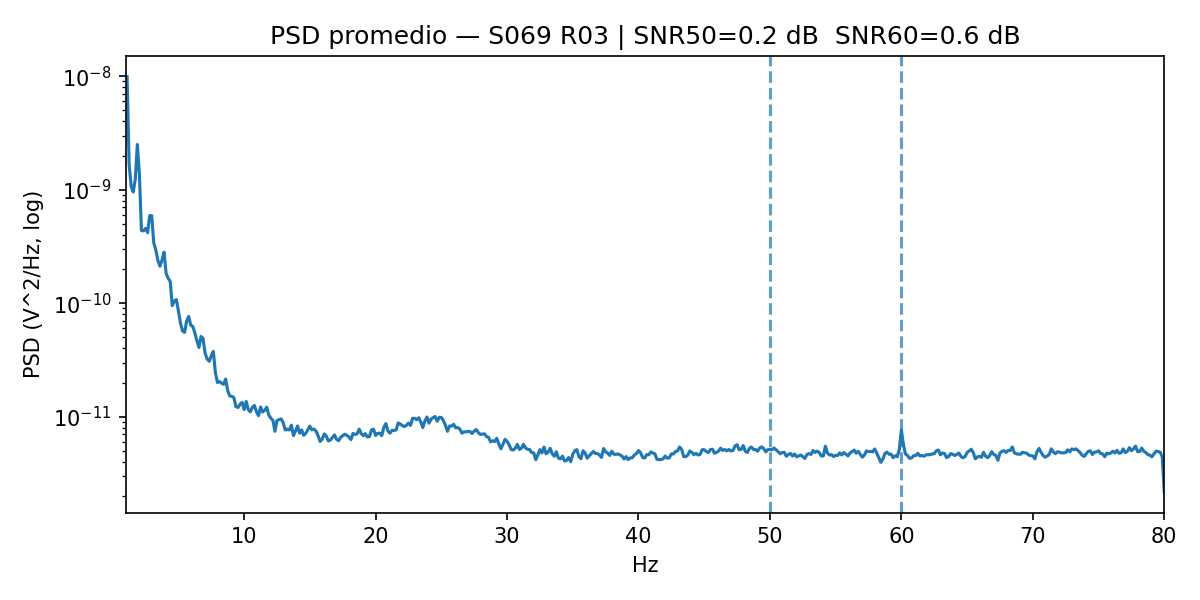 PSD promedio — S069 R03 | SNR50=0.2 dB  SNR60=0.6 dB
PSD (V^2/Hz, log)
10⁻⁸
10⁻⁹
10⁻¹⁰
10⁻¹¹
10 20 30 40 50 60 70 80
Hz